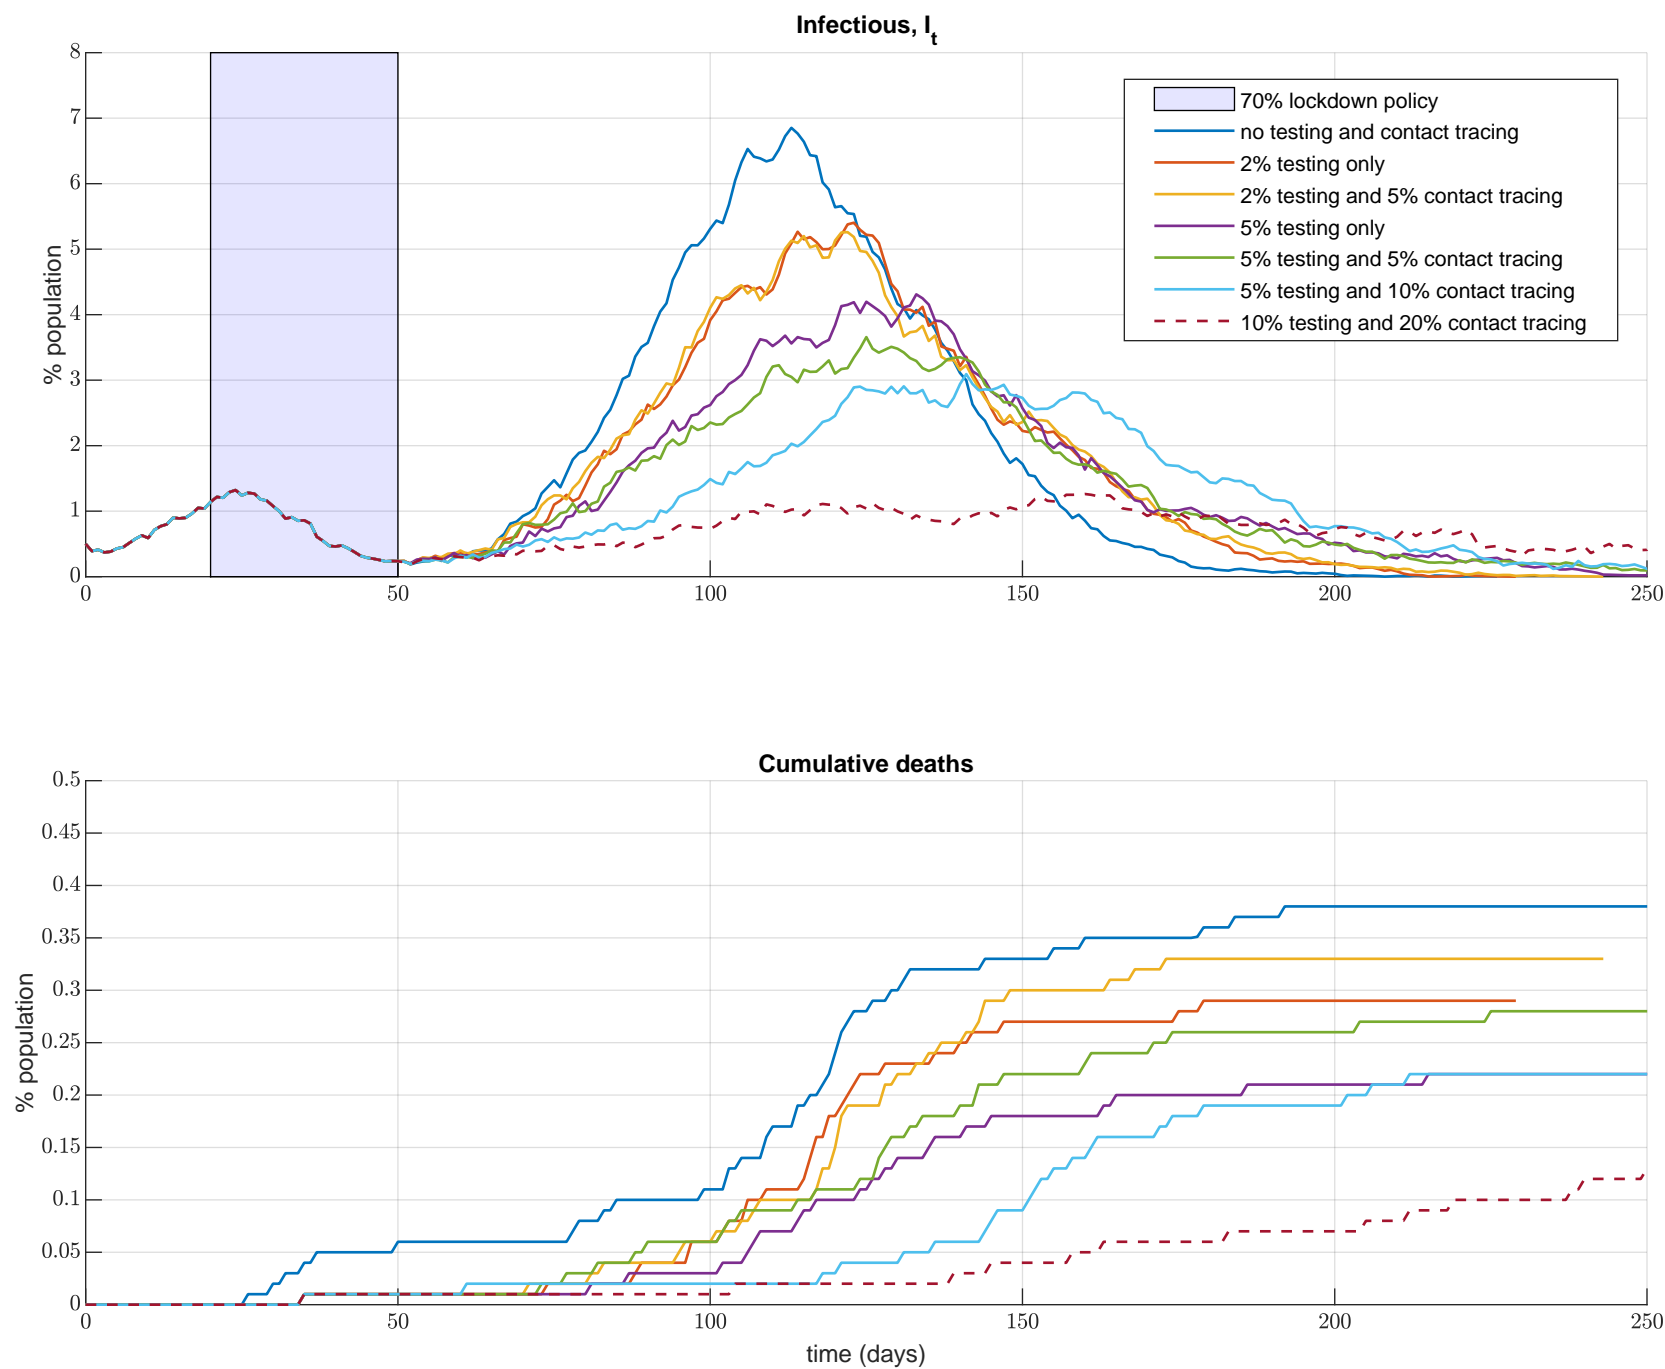 Infectious, I_t
8
7
6
5
4
3
2
1
0
% population
0 50 100 150 200 250
70% lockdown policy
no testing and contact tracing
2% testing only
2% testing and 5% contact tracing
5% testing only
5% testing and 5% contact tracing
5% testing and 10% contact tracing
10% testing and 20% contact tracing
Cumulative deaths
0.5
0.45
0.4
0.35
0.3
0.25
0.2
0.15
0.1
0.05
0
% population
0 50 100 150 200 250
time (days)